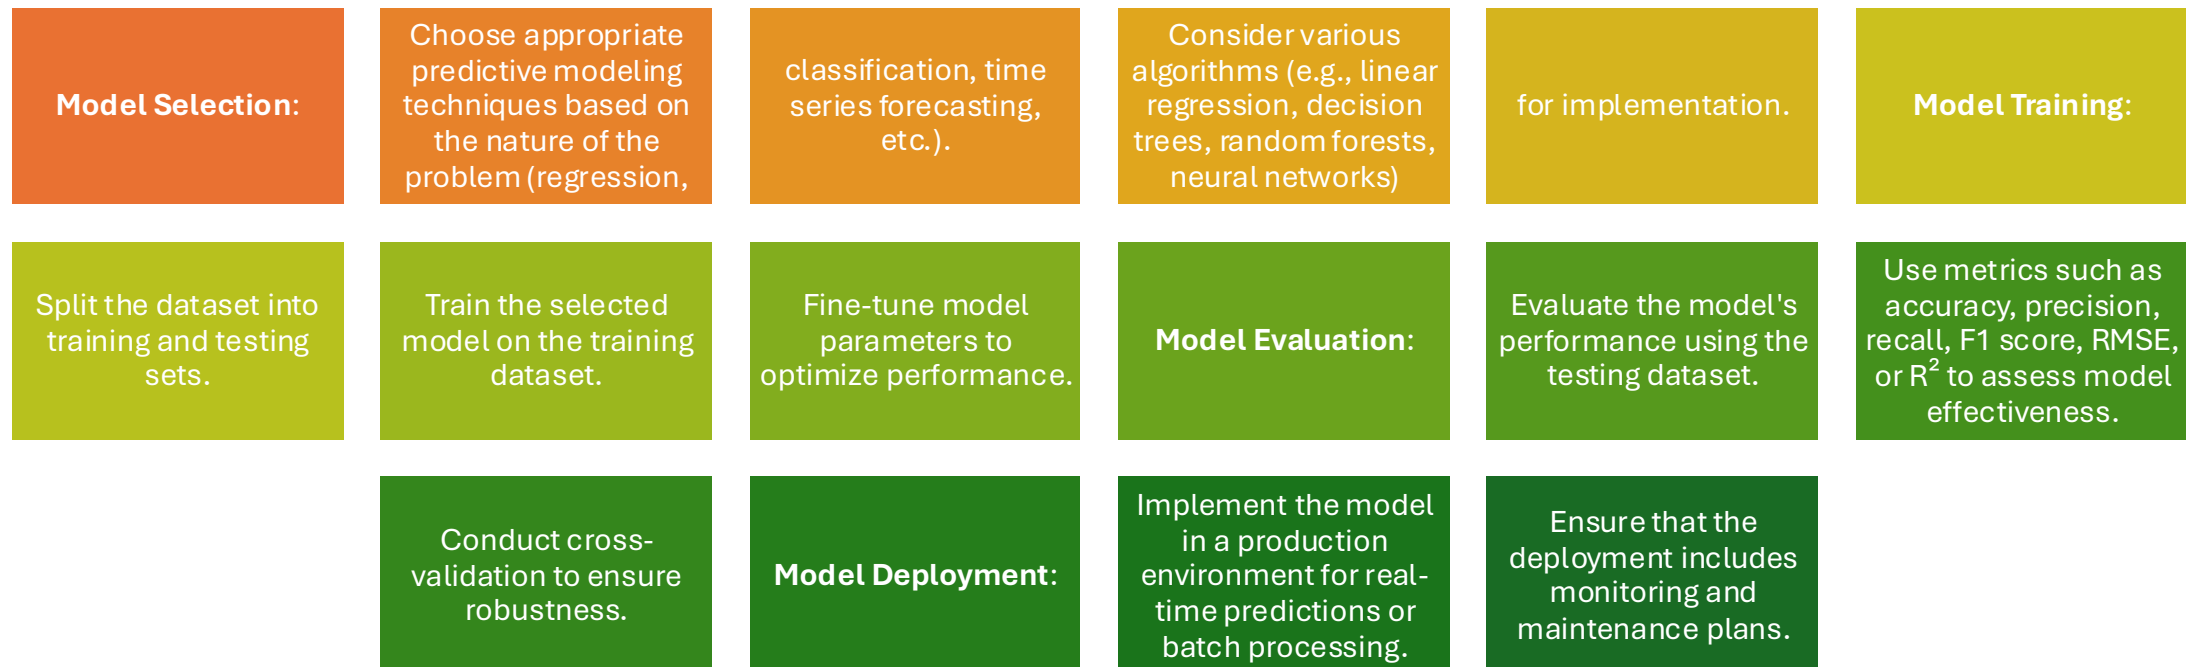 Model Selection:
Choose appropriate
predictive modeling
techniques based on
the nature of the
problem (regression,
classification, time
series forecasting,
etc.).
Consider various
algorithms (e.g., linear
regression, decision
trees, random forests,
neural networks)
for implementation.
Model Training:
Split the dataset into
training and testing
sets.
Train the selected
model on the training
dataset.
Fine-tune model
parameters to
optimize performance.
Model Evaluation:
Evaluate the model's
performance using the
testing dataset.
Use metrics such as
accuracy, precision,
recall, F1 score, RMSE,
or R² to assess model
effectiveness.
Conduct cross-
validation to ensure
robustness.
Model Deployment:
Implement the model
in a production
environment for real-
time predictions or
batch processing.
Ensure that the
deployment includes
monitoring and
maintenance plans.